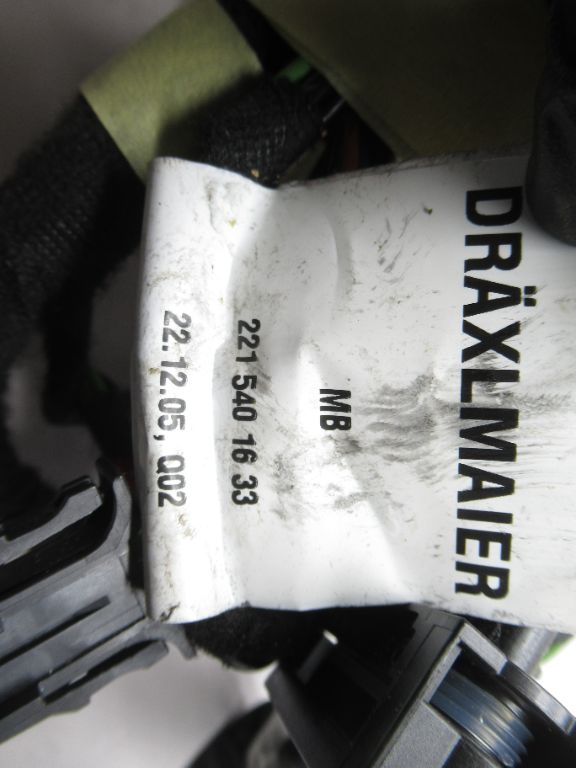 DRÄXLMAIER
MB
221 540 16 33
22.12.05, Q02